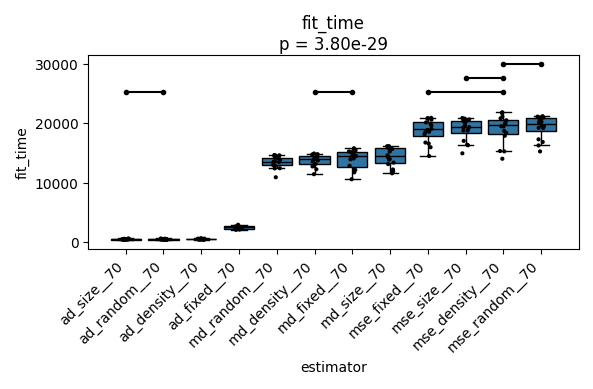 fit_time
p = 3.80e-29
30000
20000
10000
0
fit_time
ad_size__70
ad_random__70
ad_density__70
ad_fixed__70
md_random__70
md_density__70
md_fixed__70
md_size__70
mse_fixed__70
mse_size__70
mse_density__70
mse_random__70
estimator